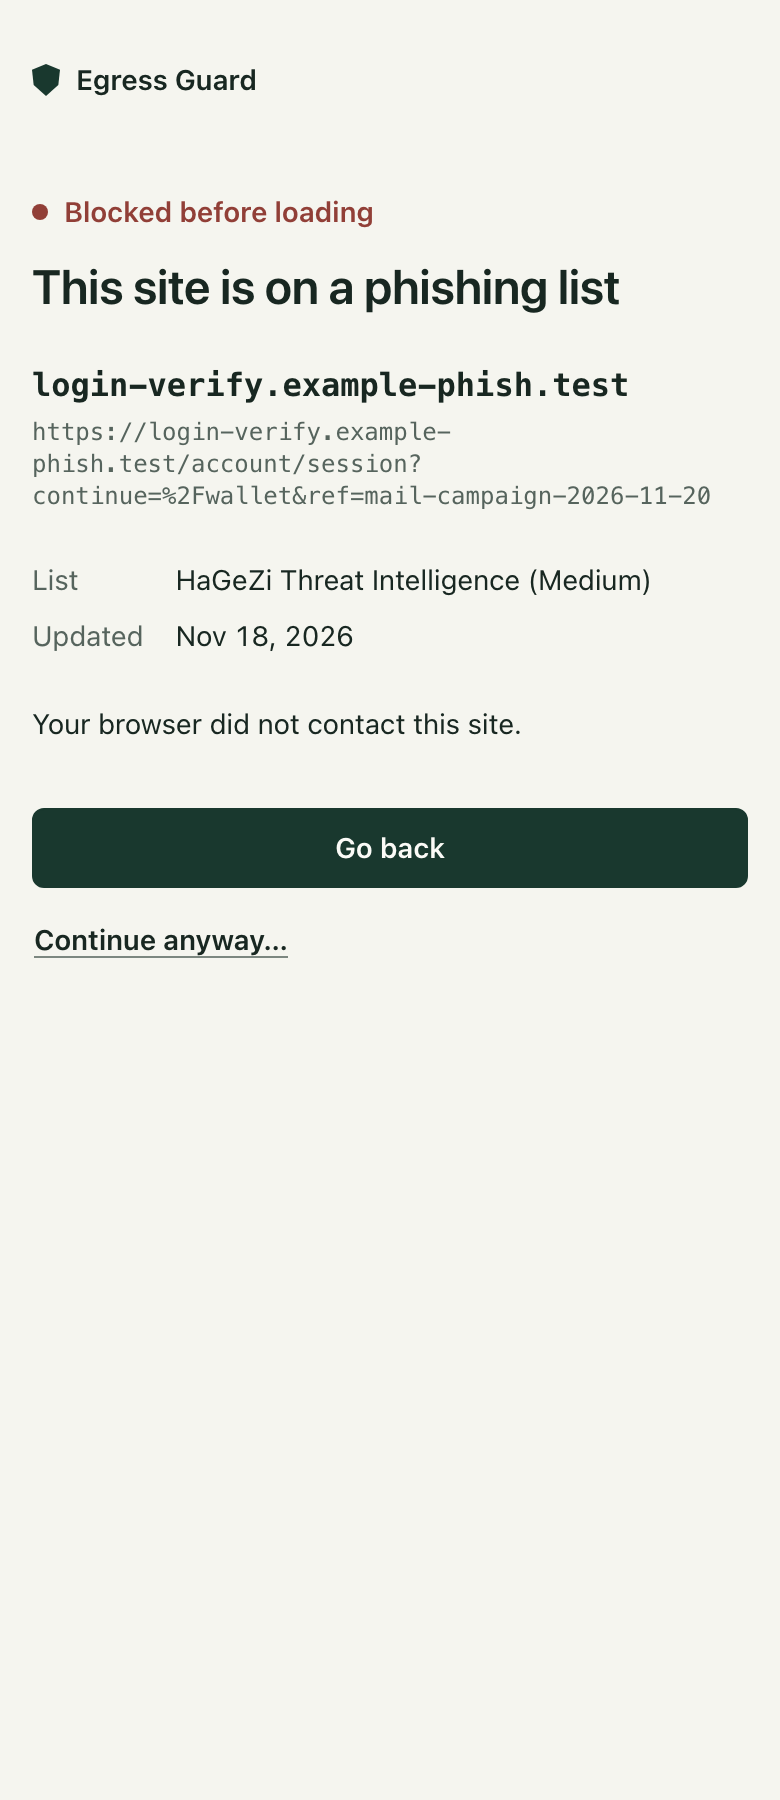 Egress Guard
Blocked before loading
This site is on a phishing list
login-verify.example-phish.test
https://login-verify.example-
phish.test/account/session?
continue=%2Fwallet&ref=mail-campaign-2026-11-20
List HaGeZi Threat Intelligence (Medium)
Updated Nov 18, 2026
Your browser did not contact this site.
Go back
Continue anyway...